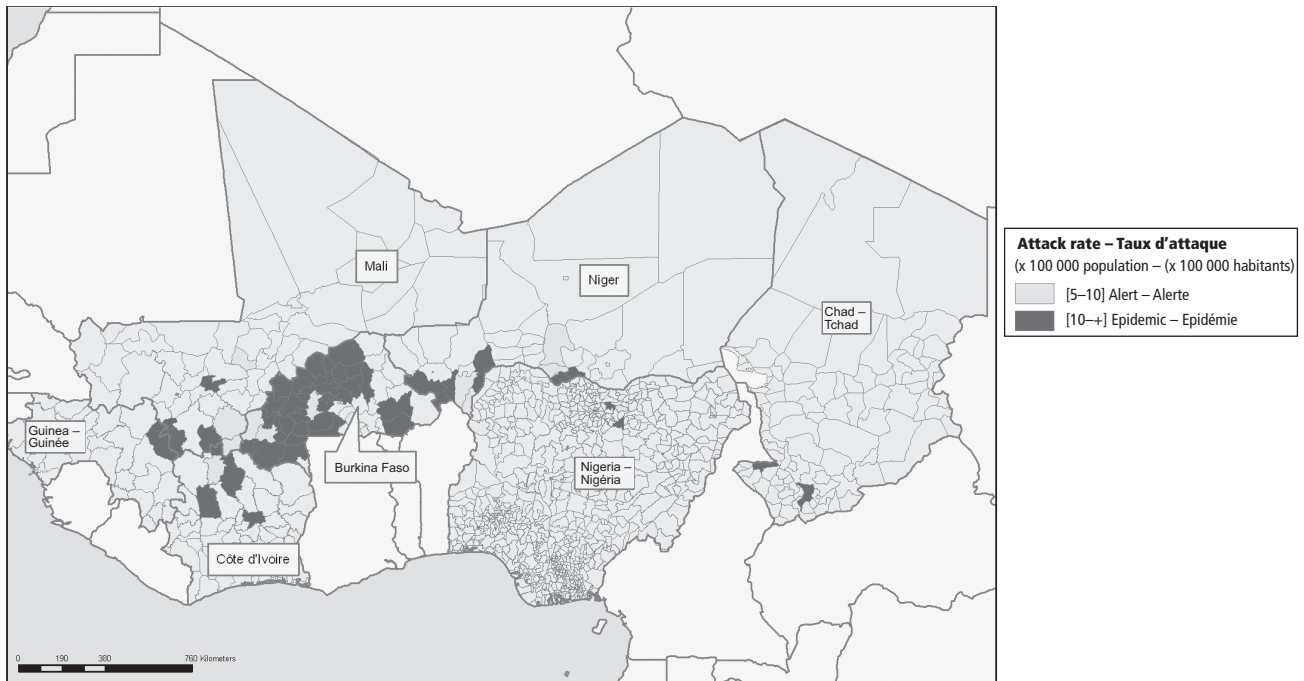 Mali
Niger
Chad –
Tchad
Guinea –
Guinée
Burkina Faso
Nigeria –
Nigéria
Côte d'Ivoire
0 190 380 760 Kilometers
Attack rate – Taux d'attaque
(x 100 000 population – (x 100 000 habitants)
[5–10] Alert – Alerte
[10–+] Epidemic – Epidémie